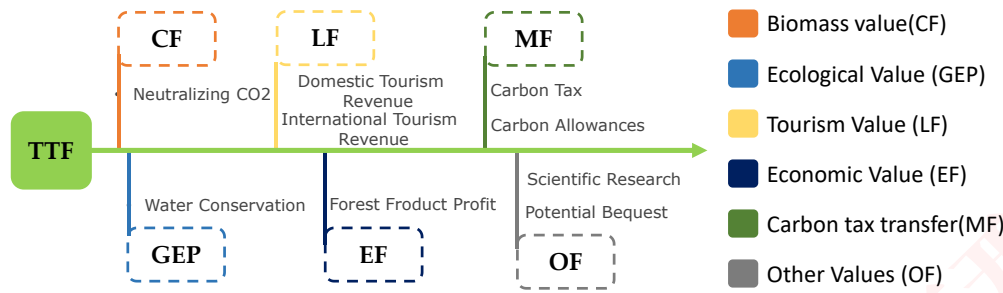 CF
LF
MF
Neutralizing CO2
Domestic Tourism
Revenue
International Tourism
Revenue
Carbon Tax
Carbon Allowances
TTF
Water Conservation
Forest Froduct Profit
Scientific Research
Potential Bequest
GEP
EF
OF
Biomass value(CF)
Ecological Value (GEP)
Tourism Value (LF)
Economic Value (EF)
Carbon tax transfer(MF)
Other Values (OF)